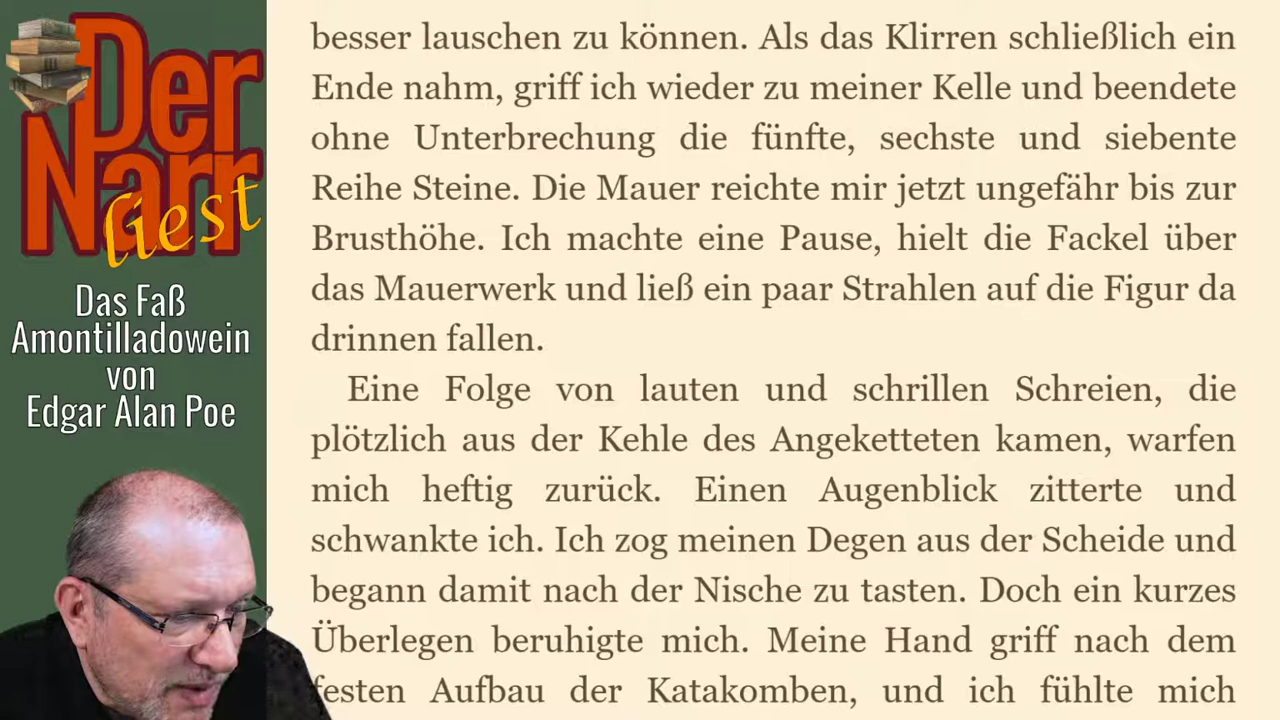 Der
Narr
liest
Das Faß
Amontilladowein
von
Edgar Alan Poe
besser lauschen zu können. Als das Klirren schließlich ein
Ende nahm, griff ich wieder zu meiner Kelle und beendete
ohne Unterbrechung die fünfte, sechste und siebente
Reihe Steine. Die Mauer reichte mir jetzt ungefähr bis zur
Brusthöhe. Ich machte eine Pause, hielt die Fackel über
das Mauerwerk und ließ ein paar Strahlen auf die Figur da
drinnen fallen.
Eine Folge von lauten und schrillen Schreien, die
plötzlich aus der Kehle des Angeketteten kamen, warfen
mich heftig zurück. Einen Augenblick zitterte und
schwankte ich. Ich zog meinen Degen aus der Scheide und
begann damit nach der Nische zu tasten. Doch ein kurzes
Überlegen beruhigte mich. Meine Hand griff nach dem
festen Aufbau der Katakomben, und ich fühlte mich